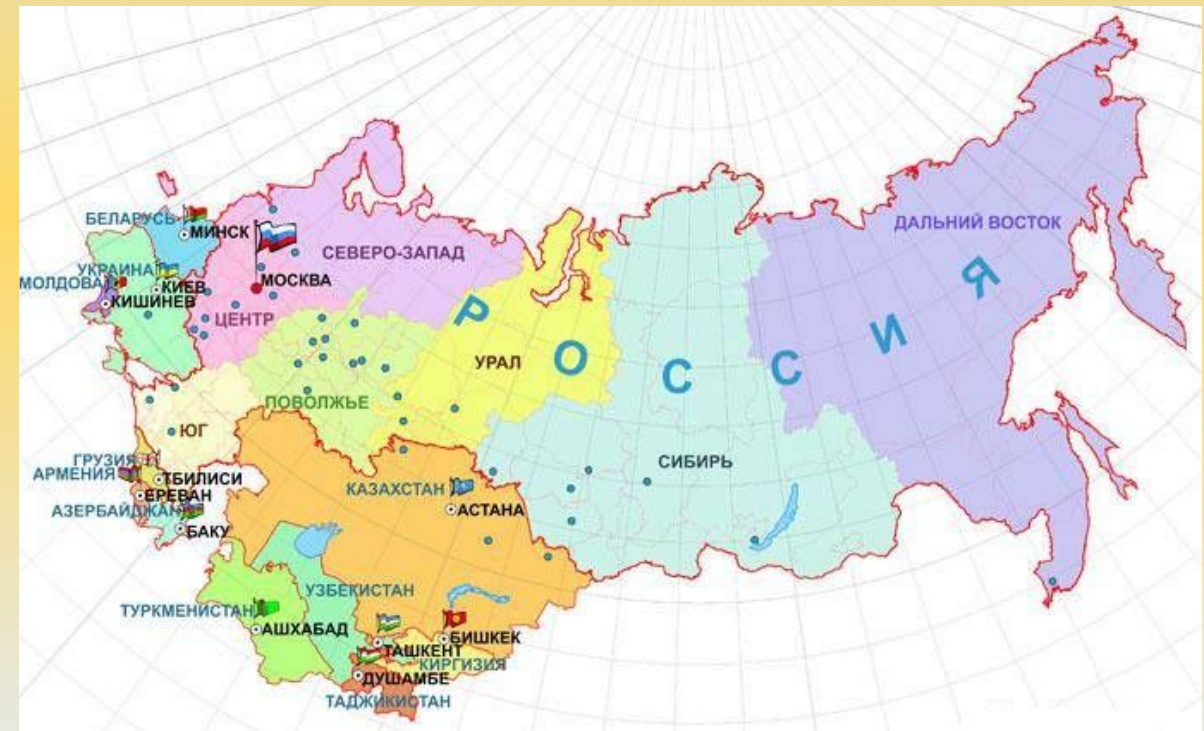 БЕЛАРУСЬ
МИНСК
УКРАИНА
КИЕВ
МОЛДОВА
КИШИНЕВ
МОСКВА
СЕВЕРО-ЗАПАД
ЦЕНТР
ДАЛЬНИЙ ВОСТОК
РОССИЯ
УРАЛ
ПОВОЛЖЬЕ
ЮГ
СИБИРЬ
ГРУЗИЯ
ТБИЛИСИ
АРМЕНИЯ
ЕРЕВАН
АЗЕРБАЙДЖАН
БАКУ
КАЗАХСТАН
АСТАНА
УЗБЕКИСТАН
ТУРКМЕНИСТАН
АШХАБАД
ТАШКЕНТ
БИШКЕК
КИРГИЗИЯ
ДУШАМБЕ
ТАДЖИКИСТАН